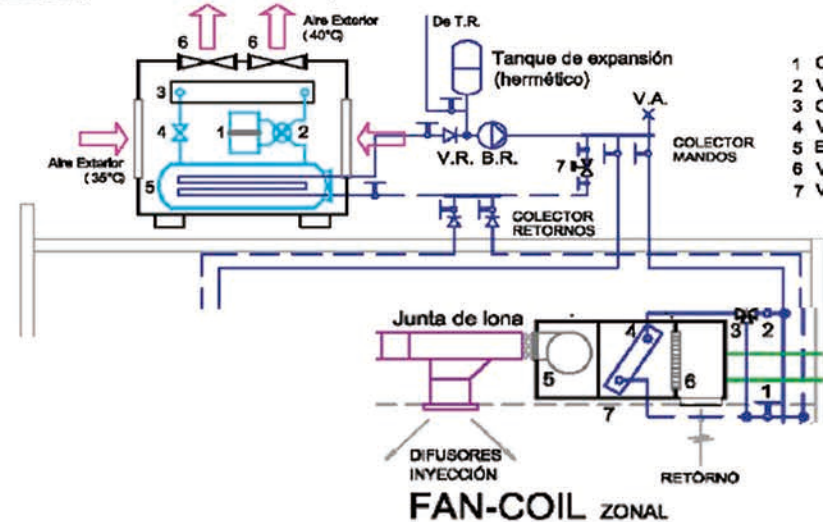 6
6
Aire Exterior
(40°C)
De T.R.
Tanque de expansión
(hermético)
V.A.
1
2
3
4
5
6
7
3
4
1
2
5
Aire Exterior
(35°C)
V.R.
B.R.
7
COLECTOR
MANDOS
COLECTOR
RETORNOS
Junta de lona
5
4
6
3
2
1
7
DIFUSORES
INYECCIÓN
RETORNO
FAN-COIL ZONAL